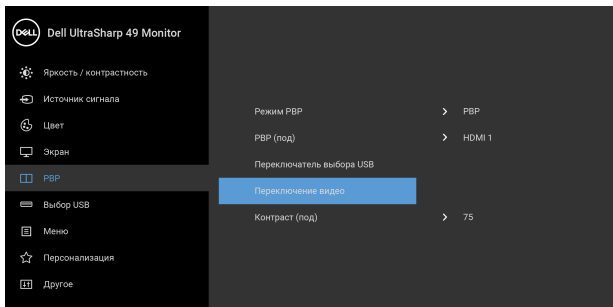 DELL Dell UltraSharp 49 Monitor
Яркость / контрастность
Источник сигнала
Цвет
Экран
PBP
Выбор USB
Меню
Персонализация
Другое
Режим PBP PBP
PBP (под) HDMI 1
Переключатель выбора USB
Переключение видео
Контраст (под) 75